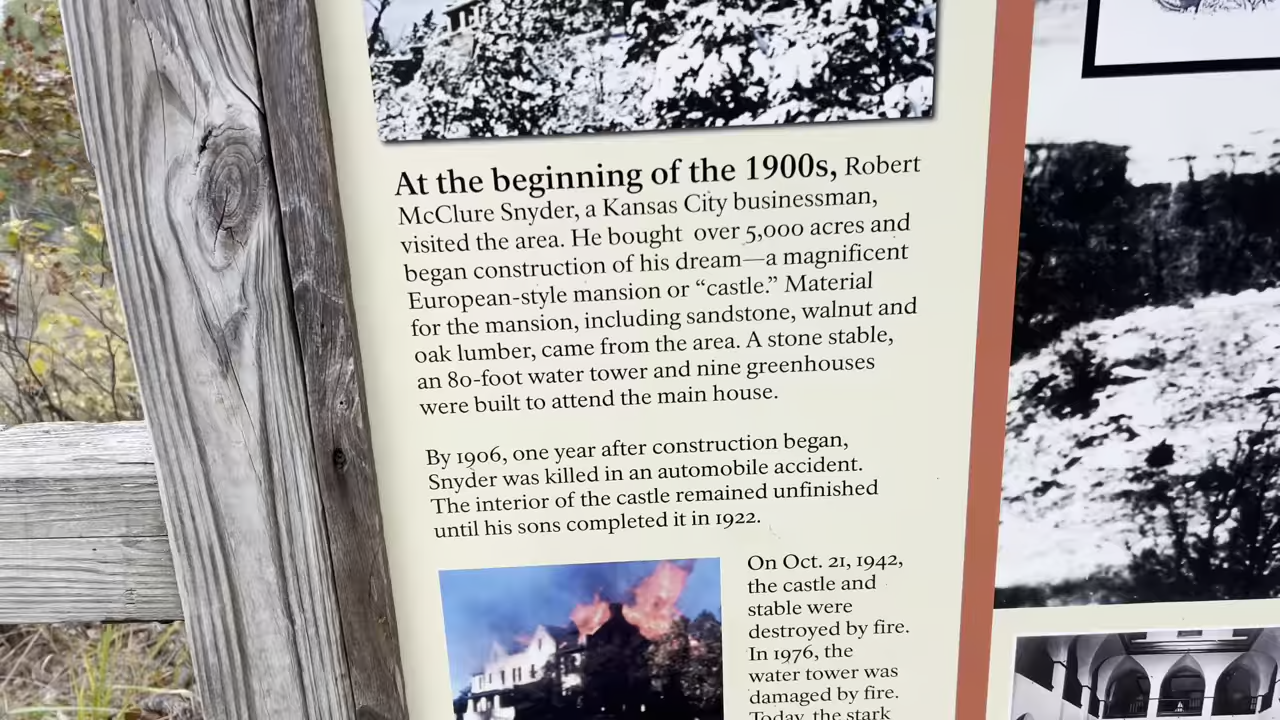 At the beginning of the 1900s, Robert
McClure Snyder, a Kansas City businessman,
visited the area. He bought over 5,000 acres and
began construction of his dream—a magnificent
European-style mansion or “castle.” Material
for the mansion, including sandstone, walnut and
oak lumber, came from the area. A stone stable,
an 80-foot water tower and nine greenhouses
were built to attend the main house.
By 1906, one year after construction began,
Snyder was killed in an automobile accident.
The interior of the castle remained unfinished
until his sons completed it in 1922.
On Oct. 21, 1942,
the castle and
stable were
destroyed by fire.
In 1976, the
water tower was
damaged by fire.
Today, the stark